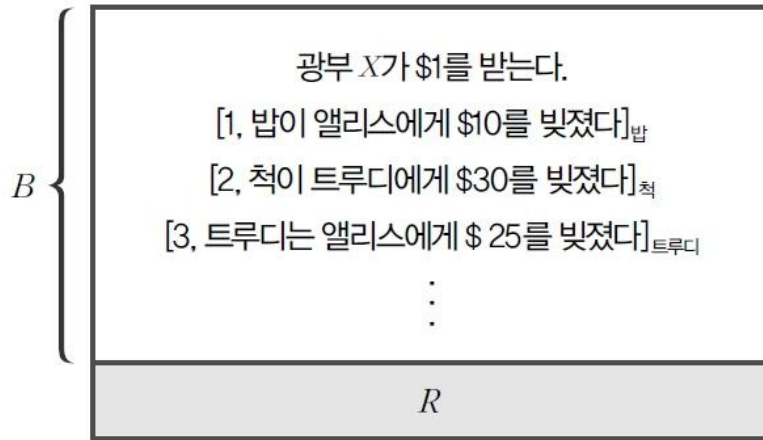 광부 X가 $1를 받는다.
[1, 밥이 앨리스에게 $10를 빚졌다]밥
[2, 척이 트루디에게 $30를 빚졌다]척
B
[3, 트루디는 앨리스에게 $ 25를 빚졌다]트루디
⋮
R